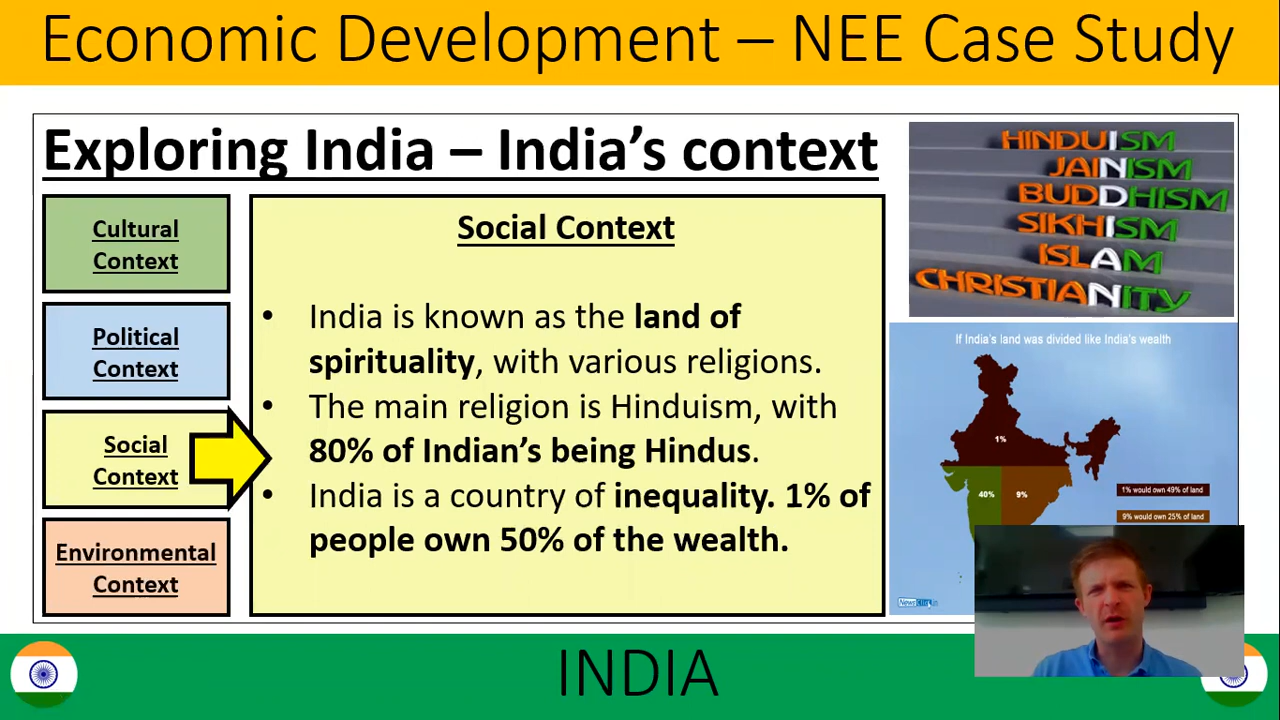 Economic Development – NEE Case Study
Exploring India – India's context
Cultural
Context
Political
Context
Social
Context
Environmental
Context
Social Context
• India is known as the land of
spirituality, with various religions.
• The main religion is Hinduism, with
80% of Indian's being Hindus.
• India is a country of inequality. 1% of
people own 50% of the wealth.
HINDUISM
JAINISM
BUDDHISM
SIKHISM
ISLAM
CHRISTIANITY
If India's land was divided like India's wealth
1%
40%
9%
1% would own 49% of land
9% would own 25% of land
INDIA